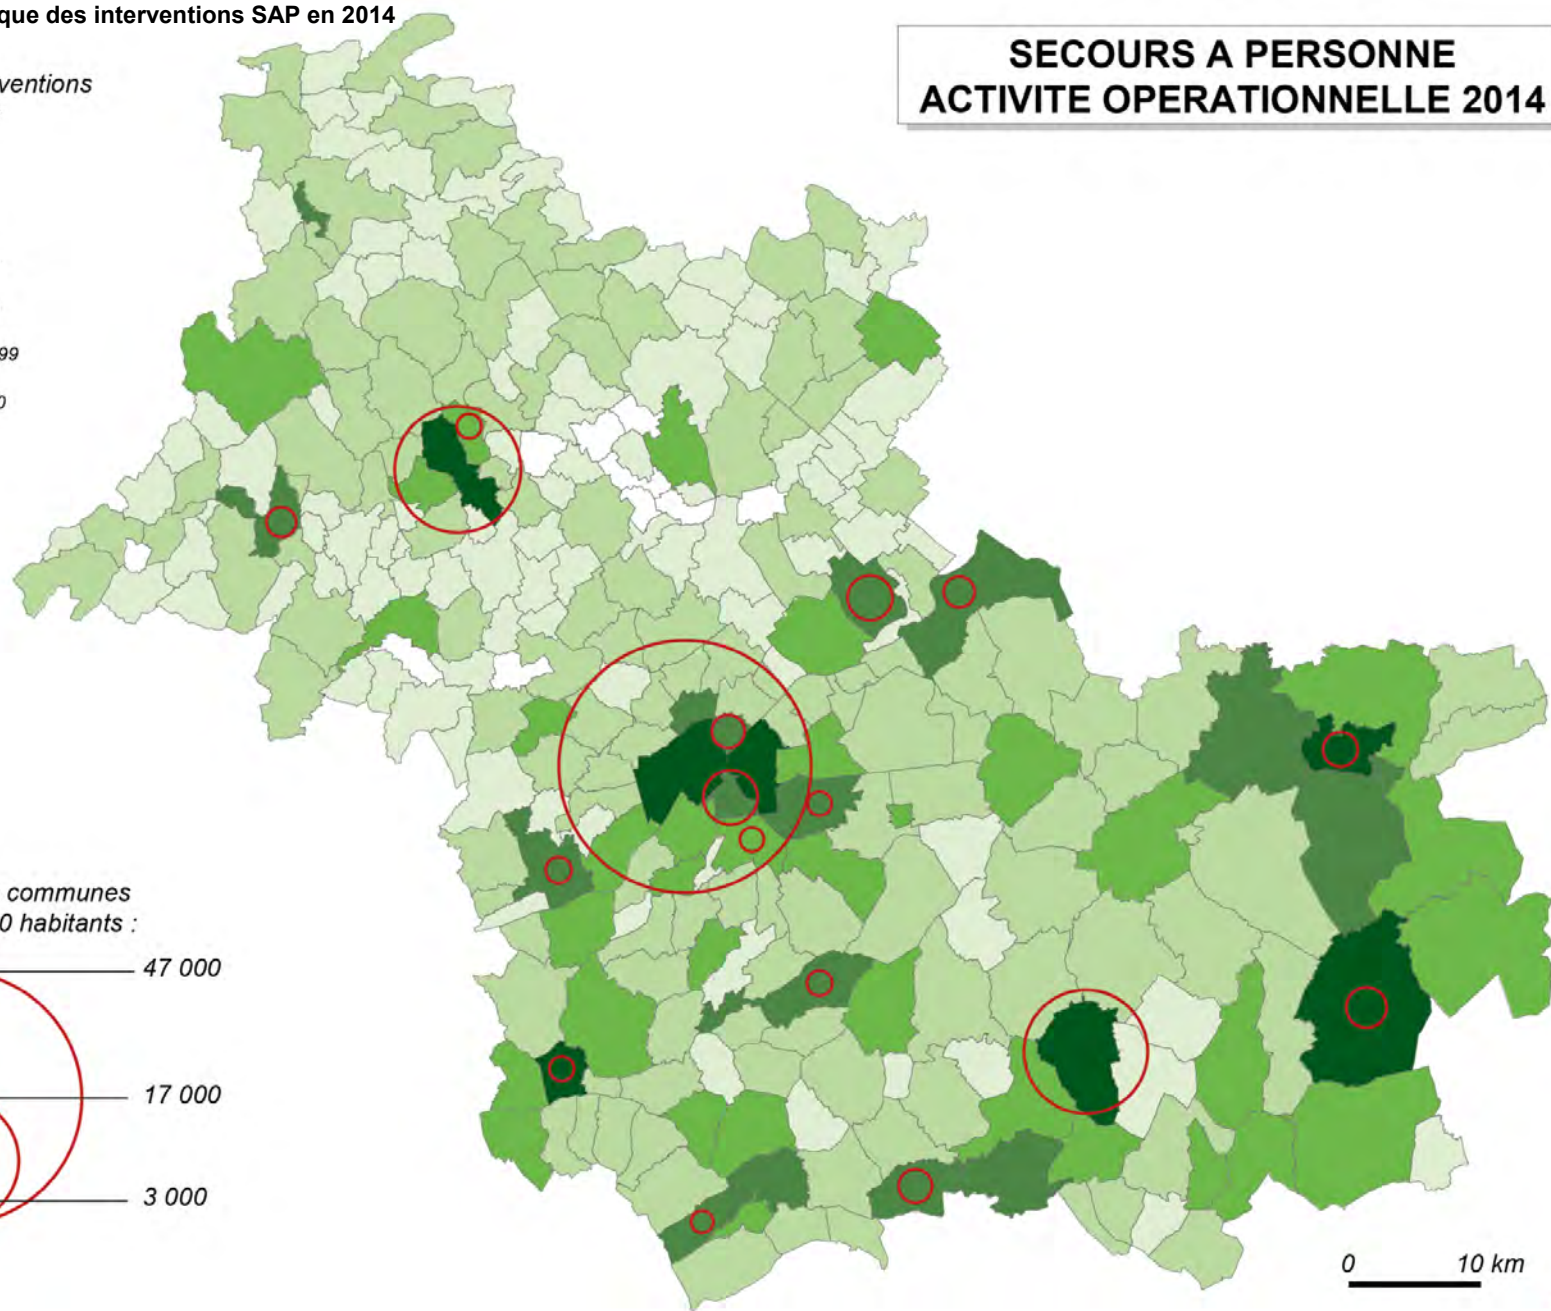 que des interventions SAP en 2014
SECOURS A PERSONNE
ACTIVITE OPERATIONNELLE 2014
ventions
99
0
communes
0 habitants :
47 000
17 000
3 000
0 10 km